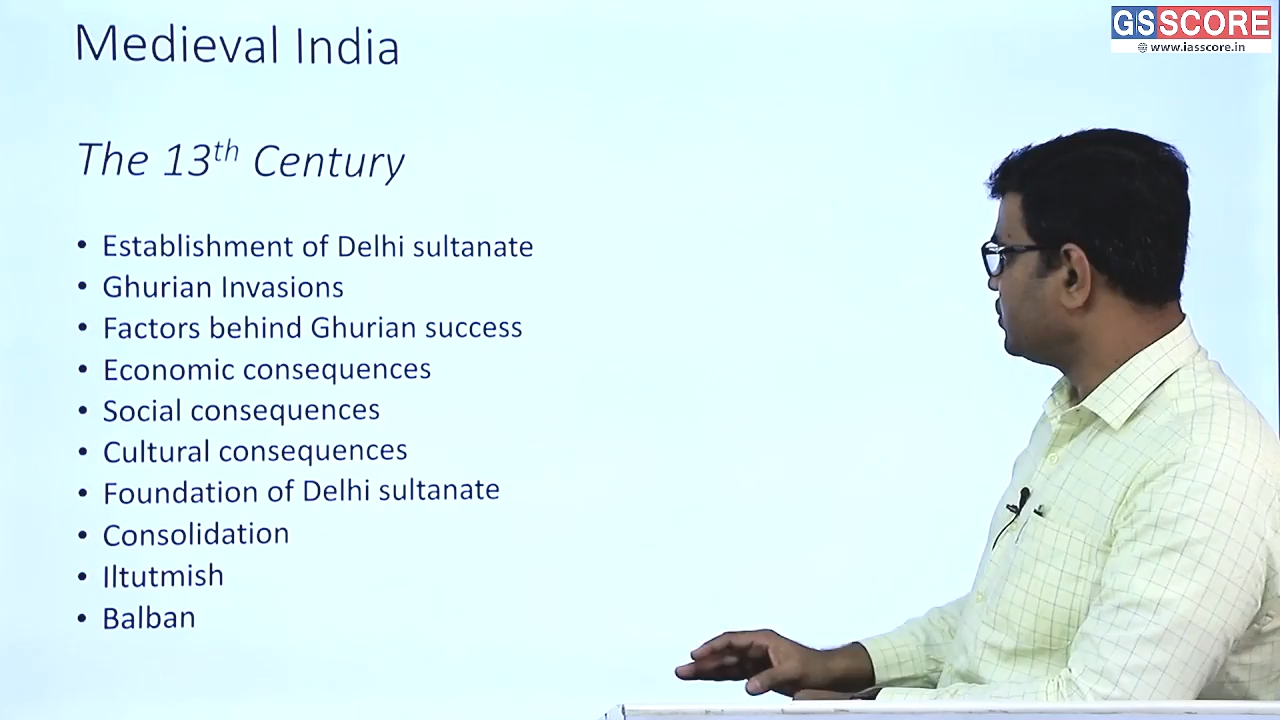 GSSCORE
www.iasscore.in
Medieval India
The 13th Century
• Establishment of Delhi sultanate
• Ghurian Invasions
• Factors behind Ghurian success
• Economic consequences
• Social consequences
• Cultural consequences
• Foundation of Delhi sultanate
• Consolidation
• Iltutmish
• Balban